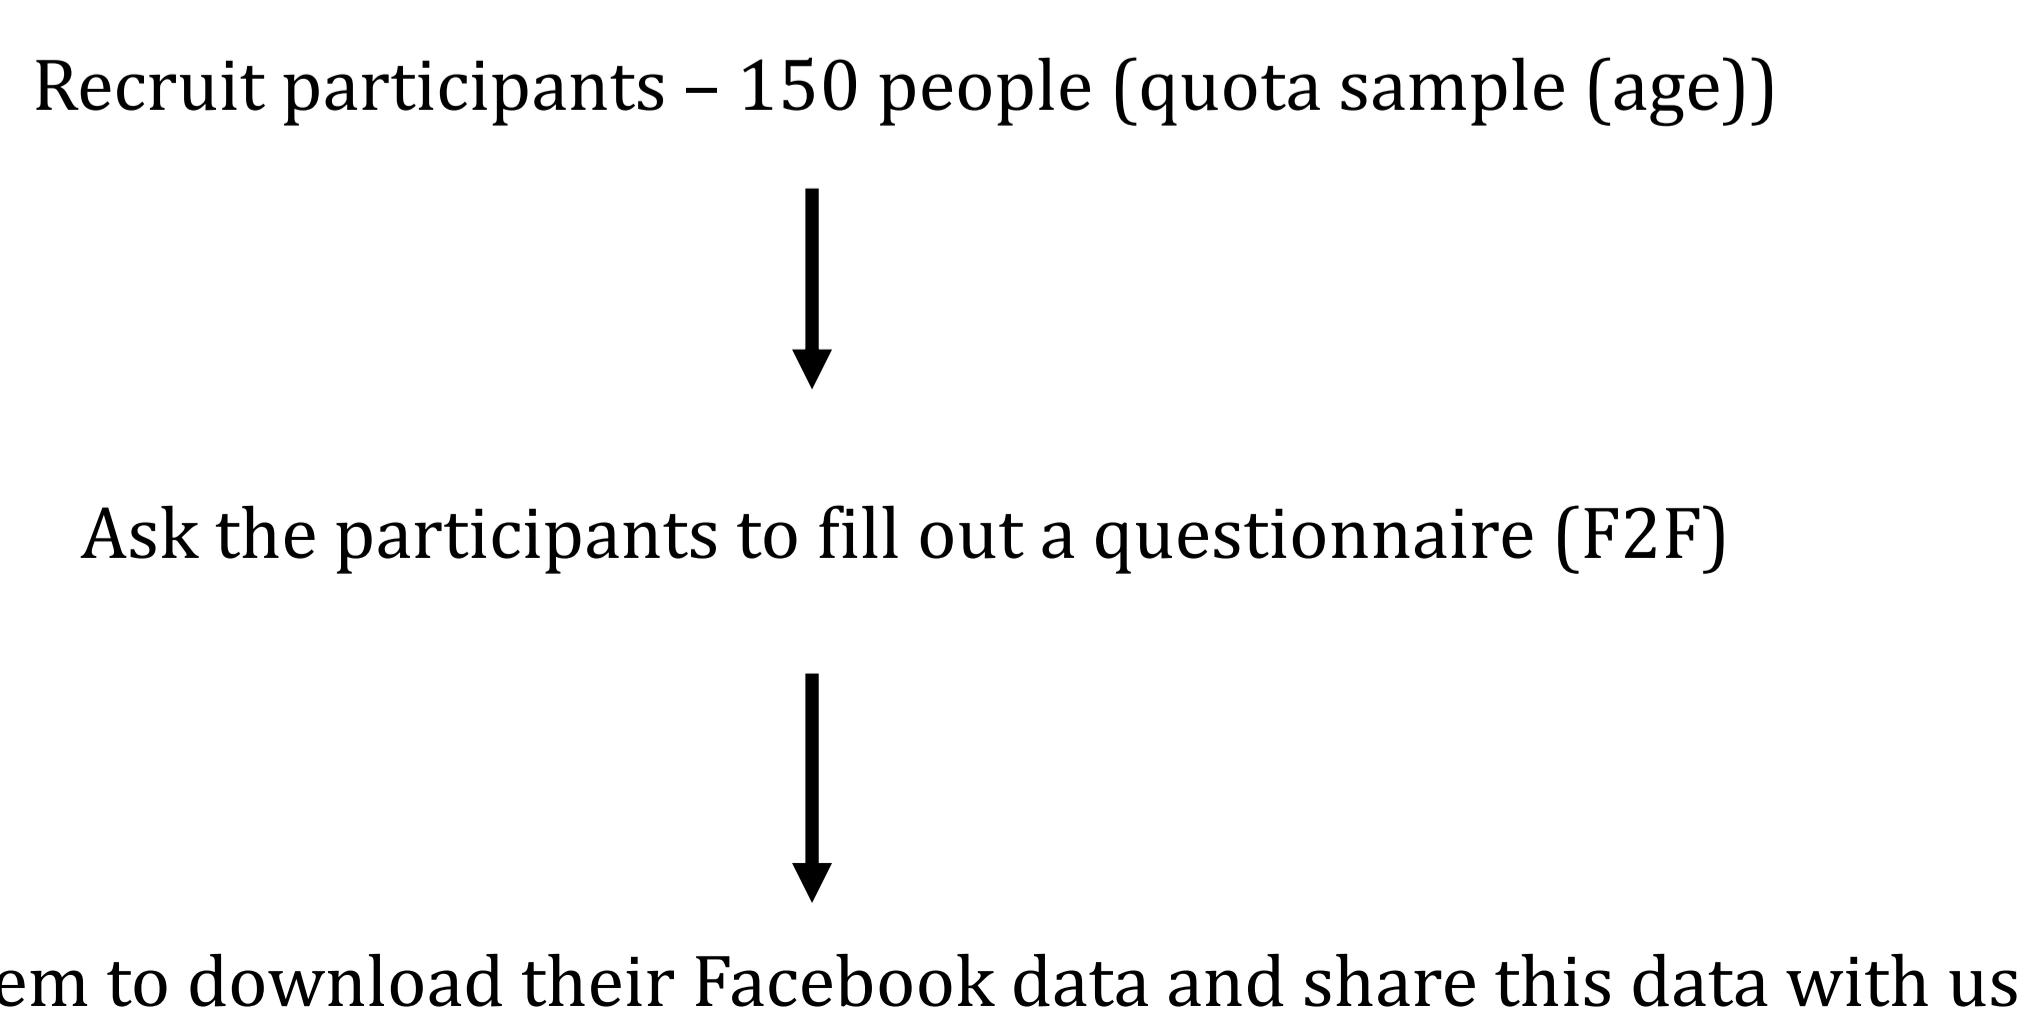 Recruit participants – 150 people (quota sample (age))
Ask the participants to fill out a questionnaire (F2F)
em to download their Facebook data and share this data with us